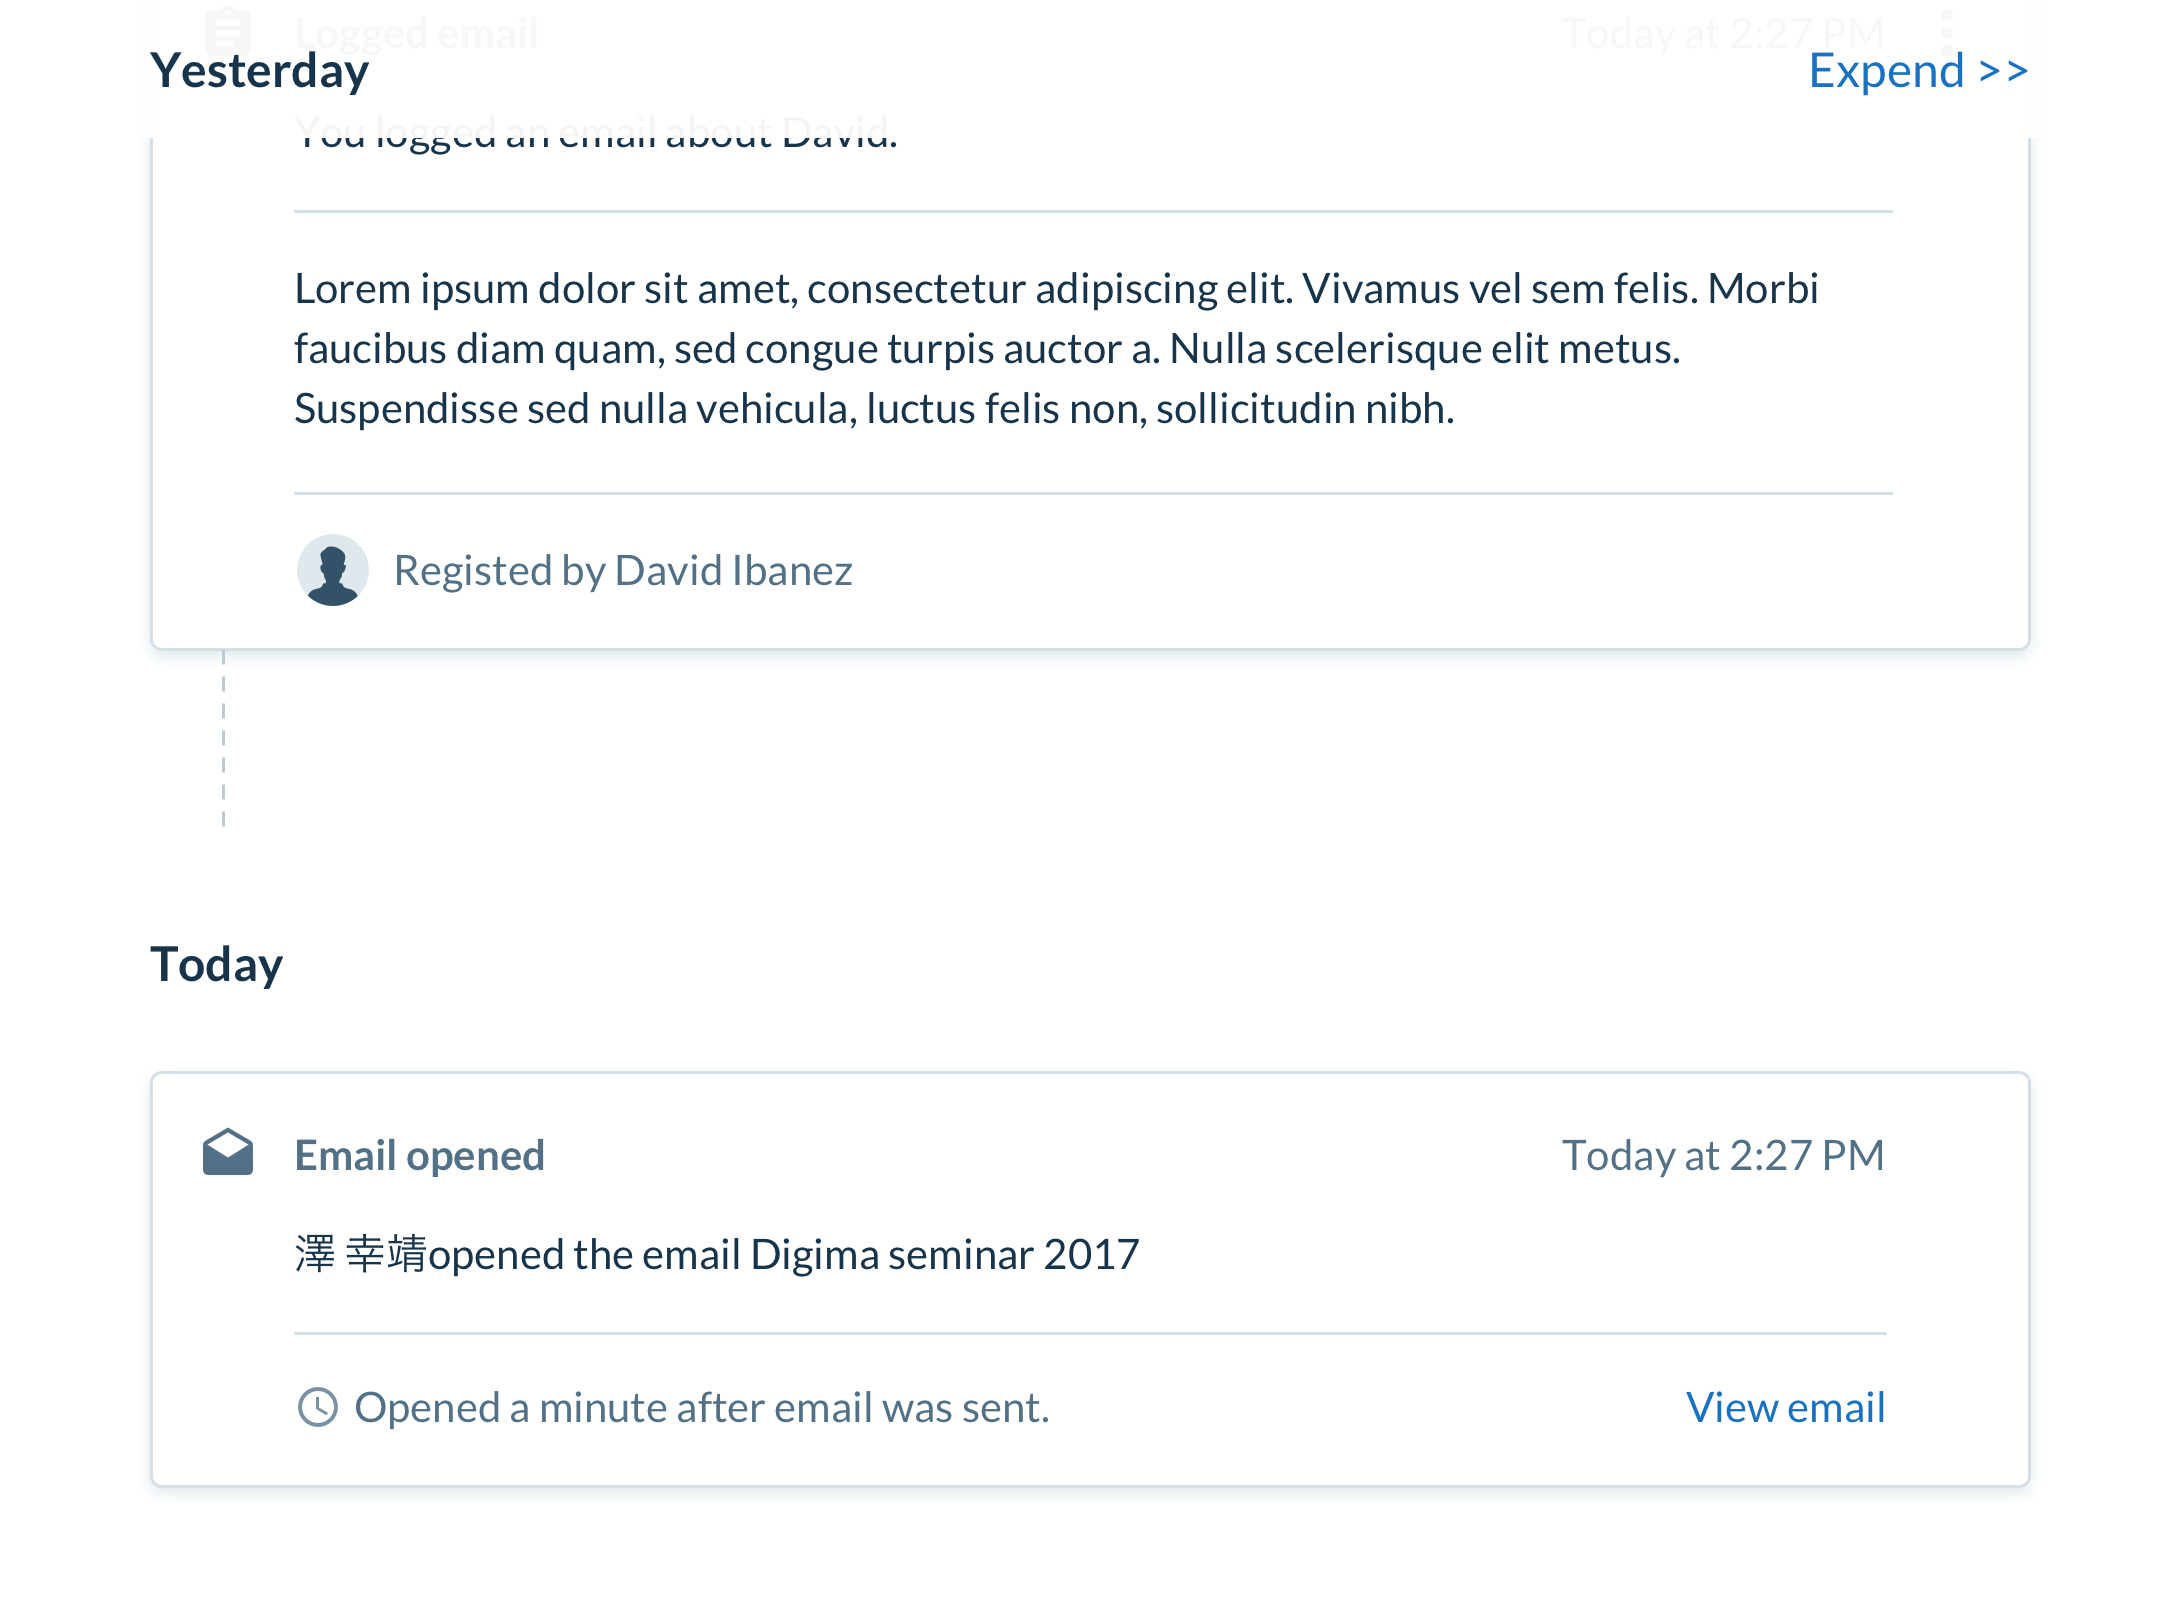 Logged email Today at 2:27 PM
Yesterday Expend >>
You logged an email about David.
Lorem ipsum dolor sit amet, consectetur adipiscing elit. Vivamus vel sem felis. Morbi
faucibus diam quam, sed congue turpis auctor a. Nulla scelerisque elit metus.
Suspendisse sed nulla vehicula, luctus felis non, sollicitudin nibh.
Registed by David Ibanez
Today
Email opened Today at 2:27 PM
澤 幸靖opened the email Digima seminar 2017
Opened a minute after email was sent. View email